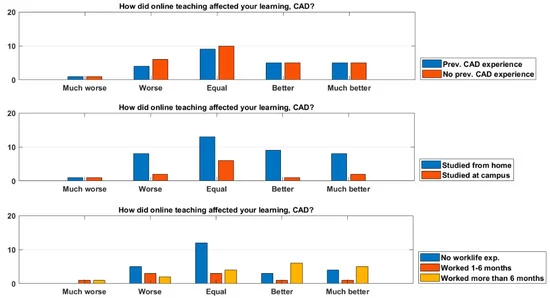 How did online teaching affected your learning, CAD?
20
10
0
Much worse Worse Equal Better Much better
Prev. CAD experience
No prev. CAD experience
How did online teaching affected your learning, CAD?
20
10
0
Much worse Worse Equal Better Much better
Studied from home
Studied at campus
How did online teaching affected your learning, CAD?
20
10
0
Much worse Worse Equal Better Much better
No worklife exp.
Worked 1-6 months
Worked more than 6 months